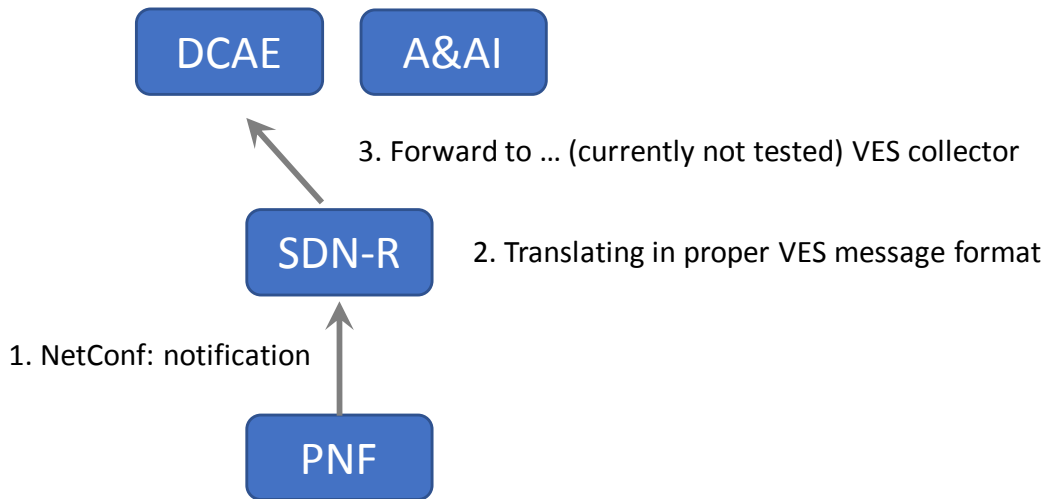 DCAE
A&AI
3. Forward to … (currently not tested) VES collector
SDN-R
2. Translating in proper VES message format
1. NetConf: notification
PNF